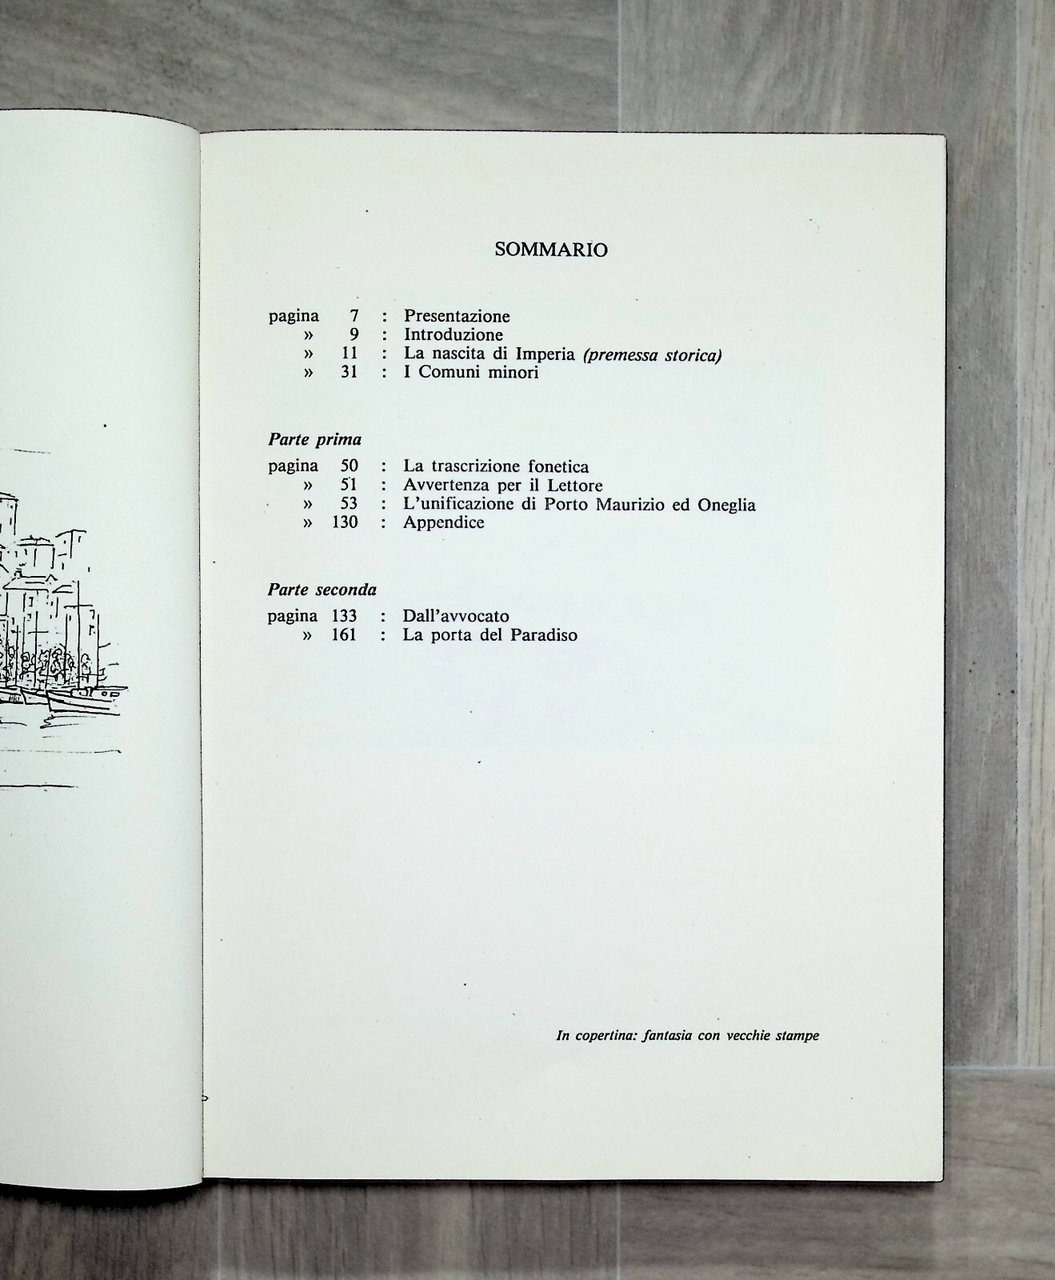 SOMMARIO
pagina 7 : Presentazione
» 9 : Introduzione
» 11 : La nascita di Imperia (premessa storica)
» 31 : I Comuni minori
Parte prima
pagina 50 : La trascrizione fonetica
» 51 : Avvertenza per il Lettore
» 53 : L'unificazione di Porto Maurizio ed Oneglia
» 130 : Appendice
Parte seconda
pagina 133 : Dall'avvocato
» 161 : La porta del Paradiso
In copertina: fantasia con vecchie stampe